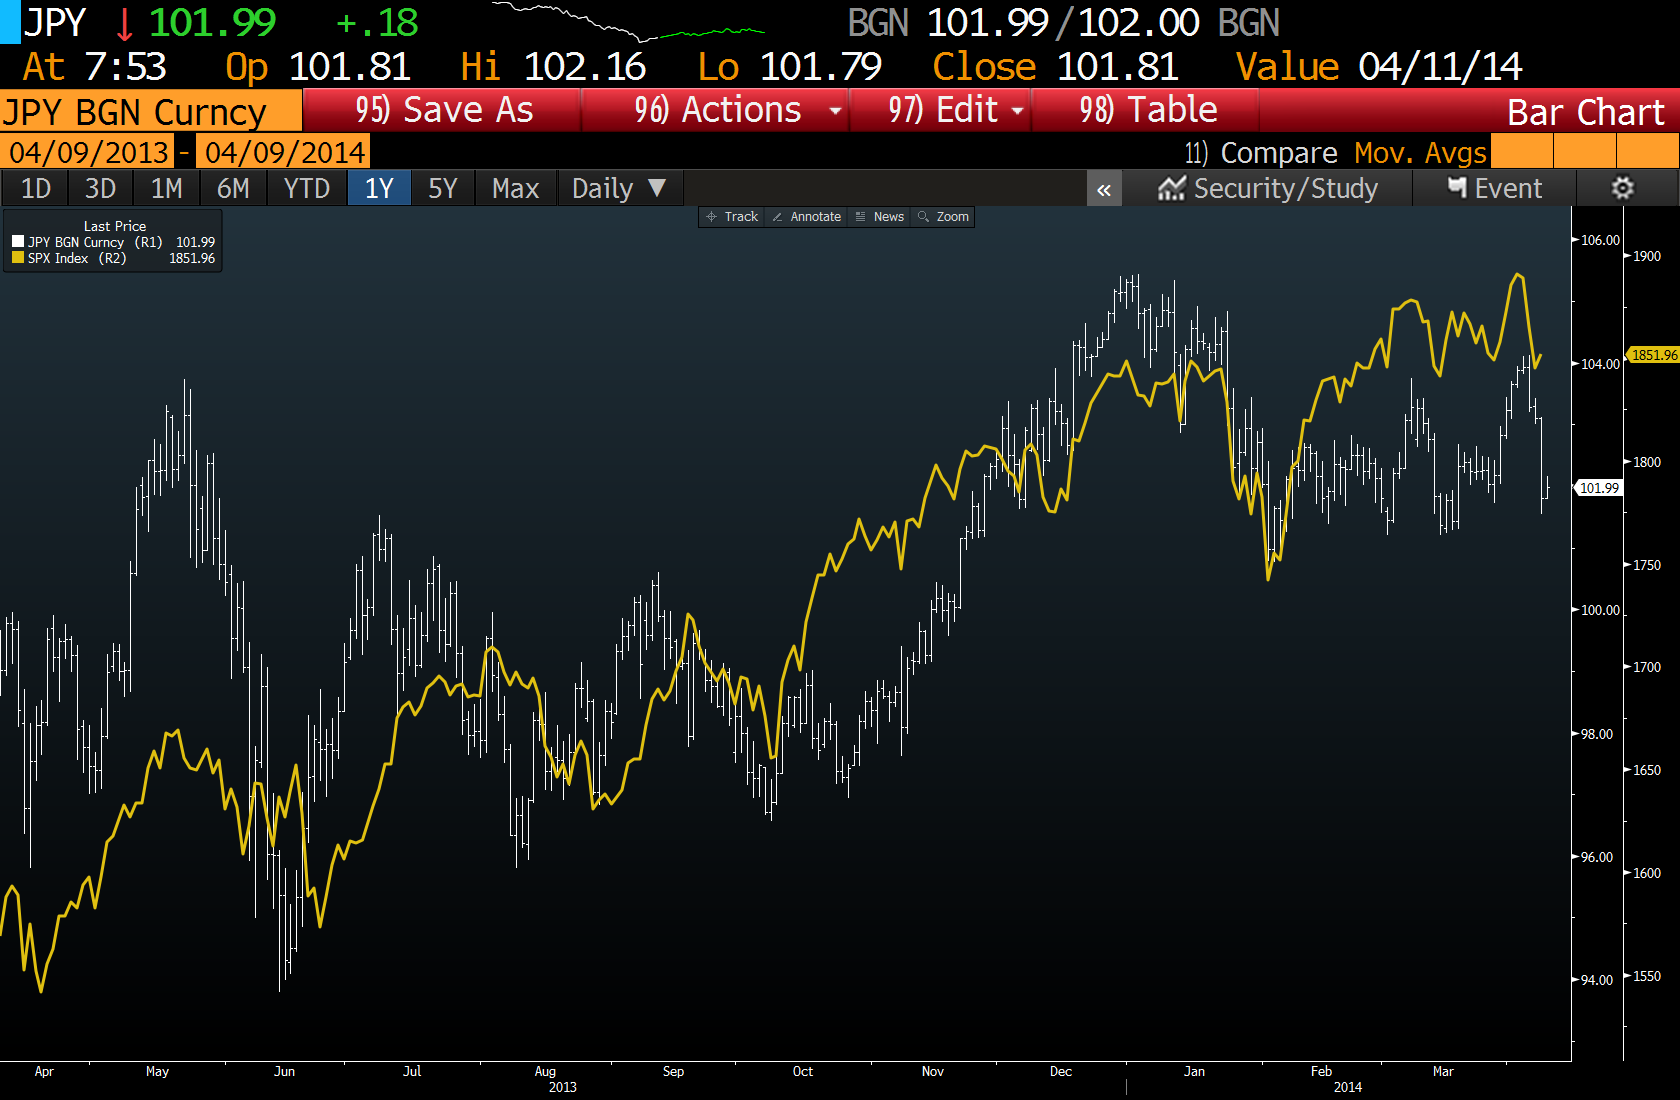 JPY ↓ 101.99 +.18 BGN 101.99/102.00 BGN
At 7:53 Op 101.81 Hi 102.16 Lo 101.79 Close 101.81 Value 04/11/14
JPY BGN Curncy 95) Save As 96) Actions 97) Edit 98) Table Bar Chart
04/09/2013 - 04/09/2014 11) Compare Mov. Avgs
1D 3D 1M 6M YTD 1Y 5Y Max Daily ▼ « Security/Study Event
Track Annotate News Zoom
Last Price
JPY BGN Curncy (R1) 101.99
SPX Index (R2) 1851.96
106.00
1900
1851.96
104.00
1800
101.99
1750
100.00
1700
98.00
1650
96.00
1600
94.00
1550
Apr May Jun Jul Aug Sep Oct Nov Dec Jan Feb Mar
2013 2014